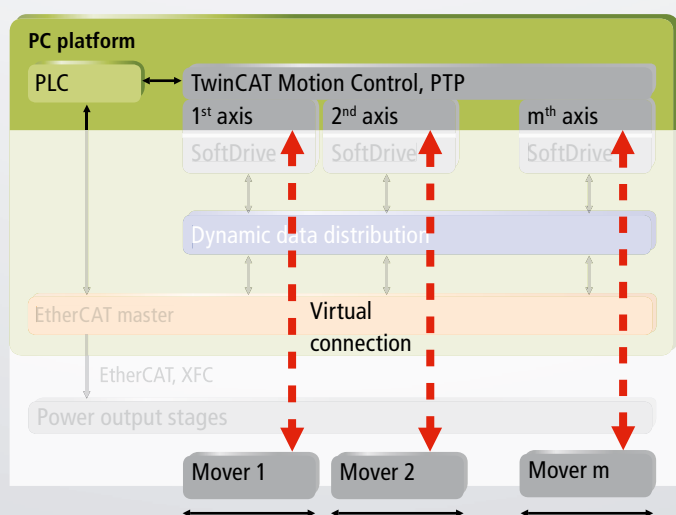 PC platform
PLC
TwinCAT Motion Control, PTP
1st axis
2nd axis
mth axis
SoftDrive
SoftDrive
SoftDrive
Dynamic data distribution
EtherCAT master
Virtual
connection
EtherCAT, XFC
Power output stages
Mover 1
Mover 2
Mover m